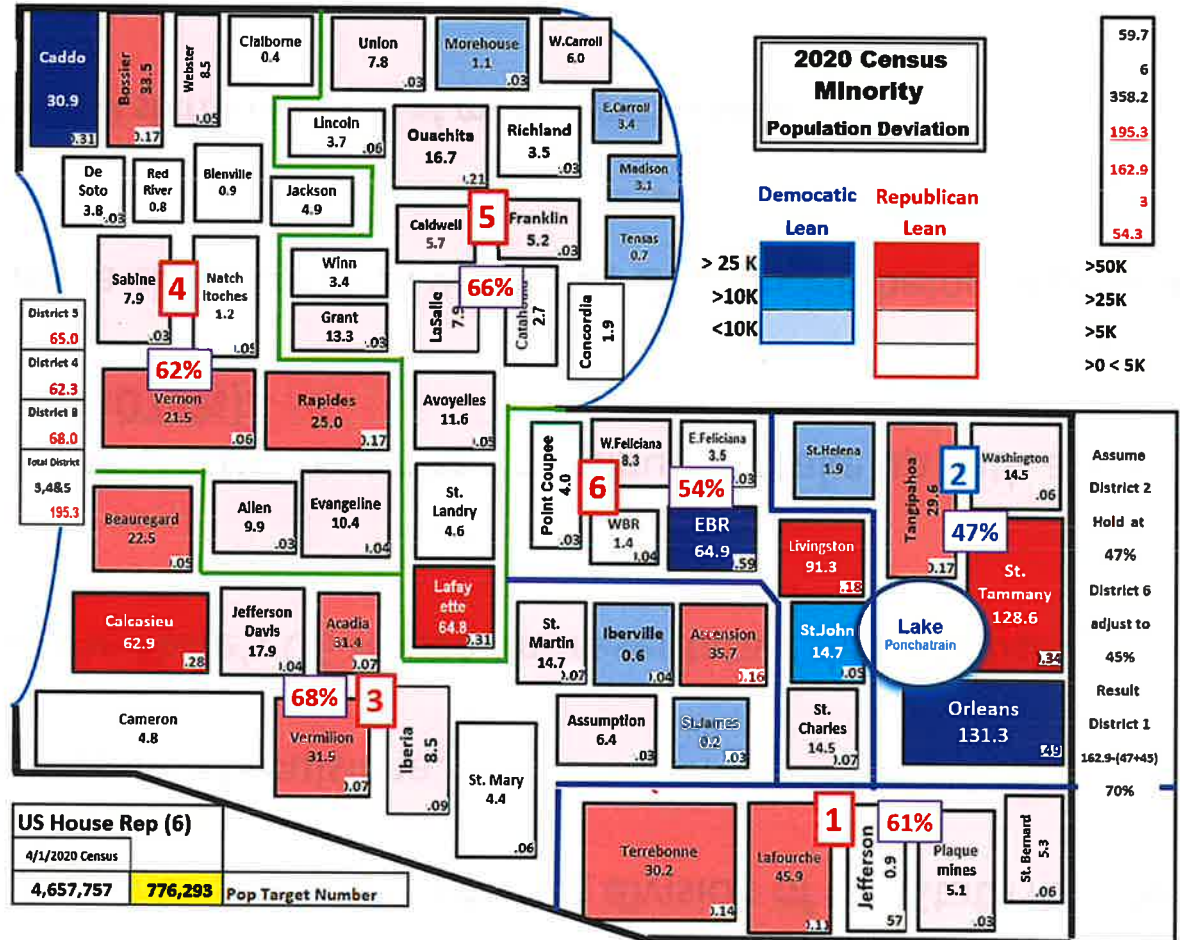 Caddo
30.9
0.31
Bossier
33.5
0.17
Webster
8.5
.05
Claiborne
0.4
Union
7.8
.03
Morehouse
1.1
.03
W.Carroll
6.0
2020 Census
Minority
Population Deviation
59.7
6
358.2
195.3
162.9
3
54.3
Lincoln
3.7
.06
Ouachita
16.7
.21
Richland
3.5
.03
E.Carroll
3.4
De
Soto
3.8
.03
Red
River
0.8
Blenville
0.9
Jackson
4.9
Madison
3.1
Caldwell
5.7
5
Franklin
5.2
.03
Tensas
0.7
Democatic
Lean
Republican
Lean
> 25 K
>10K
<10K
>50K
>25K
>5K
>0 < 5K
Sabine
7.9
.03
4
Natch
itoches
1.2
.05
62%
Winn
3.4
Grant
13.3
.03
LaSalle
7.9
66%
Catahoula
2.7
Concordia
1.9
District 5
65.0
District 4
62.3
District 8
68.0
Total District
3,4&5
195.3
Vernon
21.5
.06
Rapides
25.0
0.17
Avoyelles
11.6
.05
Point Coupee
4.0
.03
W.Feliciana
8.3
E.Feliciana
3.5
.03
6
54%
WBR
1.4
0.04
EBR
64.9
.59
St.Helena
1.9
Tangipahoa
29.6
0.17
2
47%
Washington
14.5
.06
Assume
District 2
Hold at
47%
District 6
adjust to
45%
Result
District 1
162.9-(47+45)
70%
Beauregard
22.5
0.05
Allen
9.9
.03
Evangeline
10.4
0.04
St.
Landry
4.6
Livingston
91.3
.18
St.
Tammany
128.6
0.34
Calcasieu
62.9
.28
Jefferson
Davis
17.9
0.04
Acadia
31.4
0.07
Lafay
ette
64.8
0.31
St.
Martin
14.7
0.07
Iberville
0.6
0.04
Ascension
35.7
0.16
St.John
14.7
0.05
Lake
Ponchatrain
68%
3
Cameron
4.8
Vermilion
31.5
0.07
Iberia
8.5
.09
St. Mary
4.4
.06
Assumption
6.4
.03
St.James
0.2
.03
St.
Charles
14.5
0.07
Orleans
131.3
.49
US House Rep (6)
4/1/2020 Census
4,657,757
776,293
Pop Target Number
Terrebonne
30.2
0.14
Lafourche
45.9
0.11
1
Jefferson
0.9
57
61%
Plaque
mines
5.1
.03
St. Bernard
5.3
.06